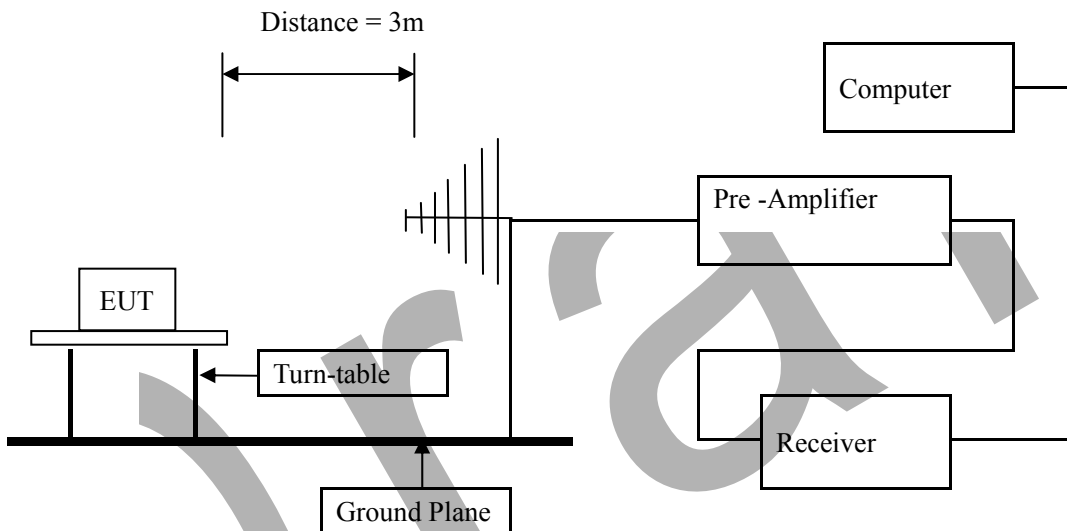 Distance = 3m
Computer
Pre -Amplifier
EUT
Turn-table
Receiver
Ground Plane